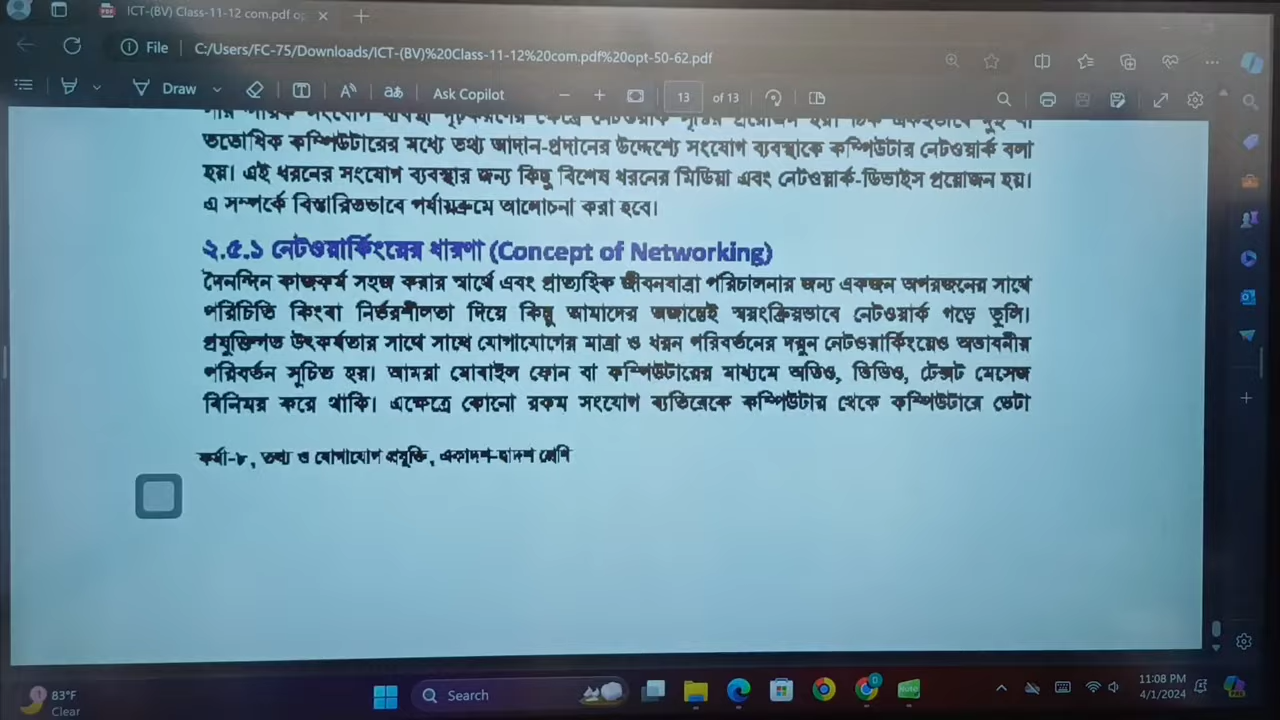 ICT-(BV) Class-11-12 com.pdf op
File C:/Users/FC-75/Downloads/ICT-(BV)%20Class-11-12%20com.pdf%20opt-50-62.pdf
Draw Ask Copilot 13 of 13
ততোধিক কম্পিউটারের মধ্যে তথ্য আদান-প্রদানের উদ্দেশ্যে সংযোগ ব্যবস্থাকে কম্পিউটার নেটওয়ার্ক বলা
হয়। এই ধরনের সংযোগ ব্যবস্থার জন্য কিছু বিশেষ ধরনের মিডিয়া এবং নেটওয়ার্ক-ডিভাইস প্রয়োজন হয়।
এ সম্পর্কে বিস্তারিতভাবে পর্যায়ক্রমে আলোচনা করা হবে।
২.৫.১ নেটওয়ার্কিংয়ের ধারণা (Concept of Networking)
দৈনন্দিন কাজকর্ম সহজ করার স্বার্থে এবং প্রাত্যহিক জীবনযাত্রা পরিচালনার জন্য একজন অপরজনের সাথে
পরিচিতি কিংবা নির্ভরশীলতা দিয়ে কিছু আমাদের অজান্তেই স্বয়ংক্রিয়ভাবে নেটওয়ার্ক গড়ে তুলি।
প্রযুক্তিগত উৎকর্ষতার সাথে সাথে যোগাযোগের মাত্রা ও ধরন পরিবর্তনের দরুন নেটওয়ার্কিংয়েও অভাবনীয়
পরিবর্তন সূচিত হয়। আমরা মোবাইল ফোন বা কম্পিউটারের মাধ্যমে অডিও, ভিডিও, টেক্সট মেসেজ
বিনিময় করে থাকি। এক্ষেত্রে কোনো রকম সংযোগ ব্যতিরেকে কম্পিউটার থেকে কম্পিউটারে ডেটা
ফর্মা-৮, তথ্য ও যোগাযোগ প্রযুক্তি, একাদশ-দ্বাদশ শ্রেণি
83°F
Clear
Search
11:08 PM
4/1/2024